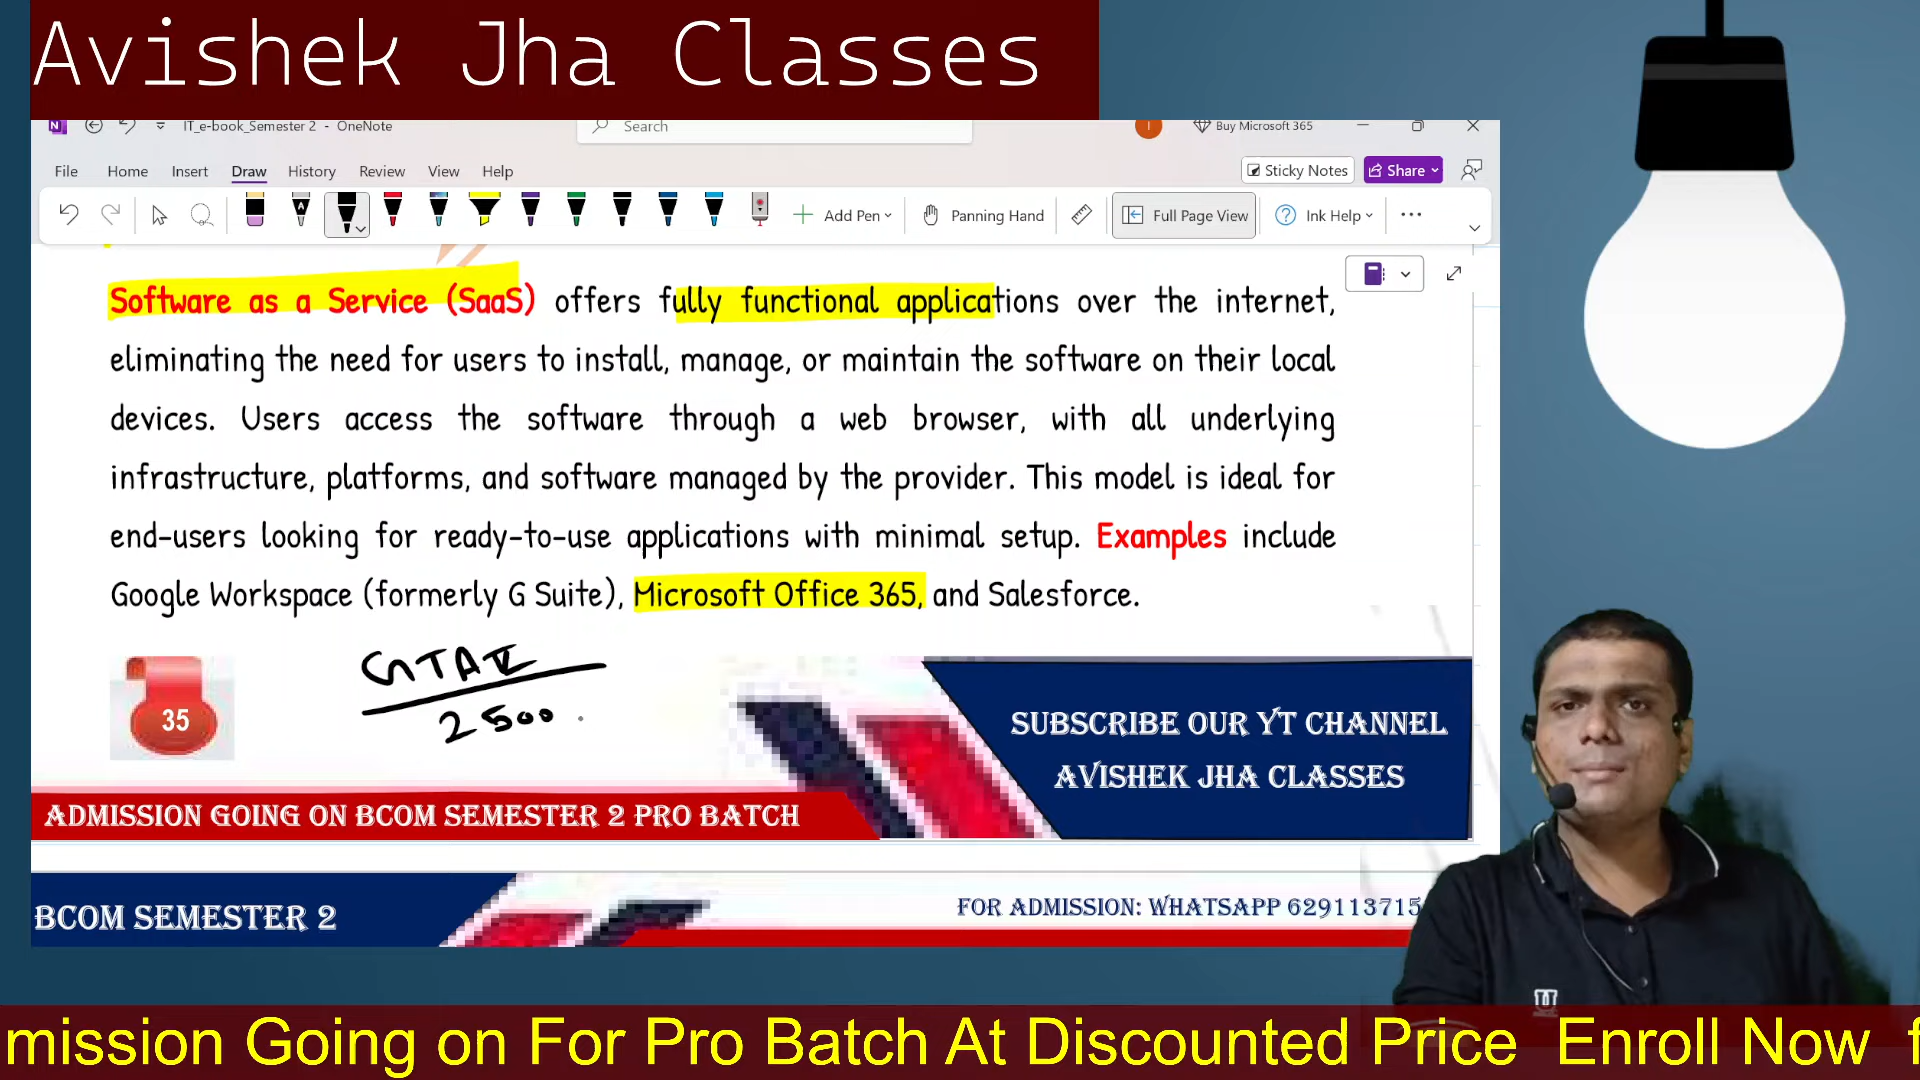 Avishek Jha Classes
IT_e-book_Semester 2 - OneNote
Search
I
Buy Microsoft 365
File Home Insert Draw History Review View Help
Sticky Notes
Share
Add Pen
Panning Hand
Full Page View
Ink Help
Software as a Service (SaaS) offers fully functional applications over the internet,
eliminating the need for users to install, manage, or maintain the software on their local
devices. Users access the software through a web browser, with all underlying
infrastructure, platforms, and software managed by the provider. This model is ideal for
end-users looking for ready-to-use applications with minimal setup. Examples include
Google Workspace (formerly G Suite), Microsoft Office 365, and Salesforce.
GTA V
2500
35
SUBSCRIBE OUR YT CHANNEL
AVISHEK JHA CLASSES
ADMISSION GOING ON BCOM SEMESTER 2 PRO BATCH
BCOM SEMESTER 2
FOR ADMISSION: WHATSAPP 629113715
mission Going on For Pro Batch At Discounted Price Enroll Now f